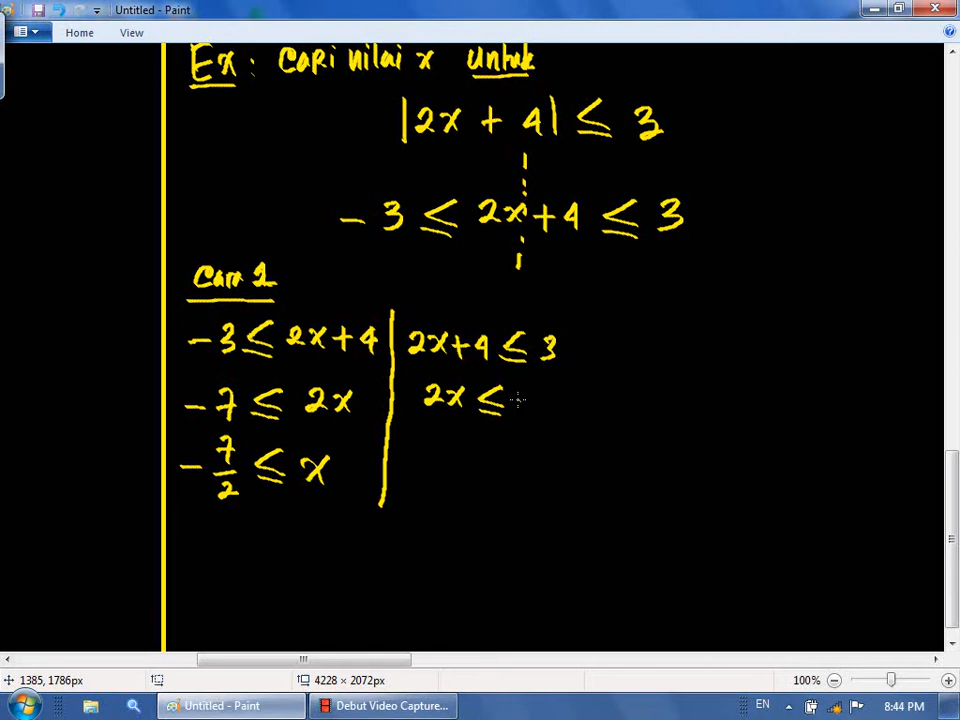 Untitled - Paint
Home View
Ex : Cari nilai x untuk
|2x + 4| ≤ 3
-3 ≤ 2x+4 ≤ 3
Cara 1
-3 ≤ 2x+4 | 2x+4 ≤ 3
-7 ≤ 2x | 2x ≤
-7/2 ≤ x
1385, 1786px 4228 × 2072px 100%
Untitled - Paint Debut Video Capture... EN 8:44 PM